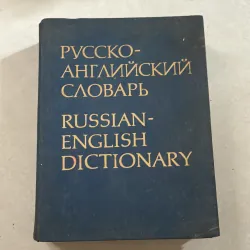 РУССКО-
АНГЛИЙСКИЙ
СЛОВАРЬ
RUSSIAN-
ENGLISH
DICTIONARY